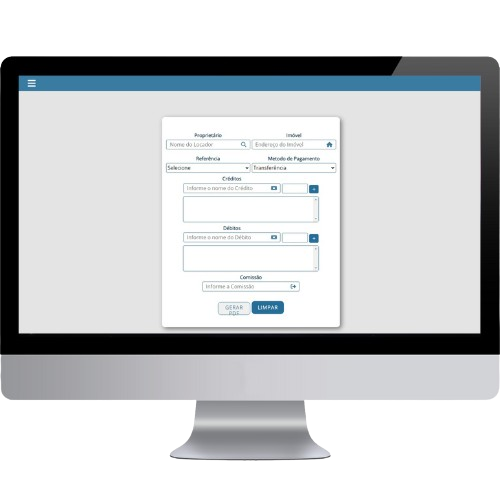 Proprietário Imóvel
Nome do Locador Endereço do Imóvel
Referência Metodo de Pagamento
Selecione Transferência
Créditos
Informe o nome do Crédito +
Débitos
Informe o nome do Débito +
Comissão
Informe a Comissão
GERAR PDF LIMPAR